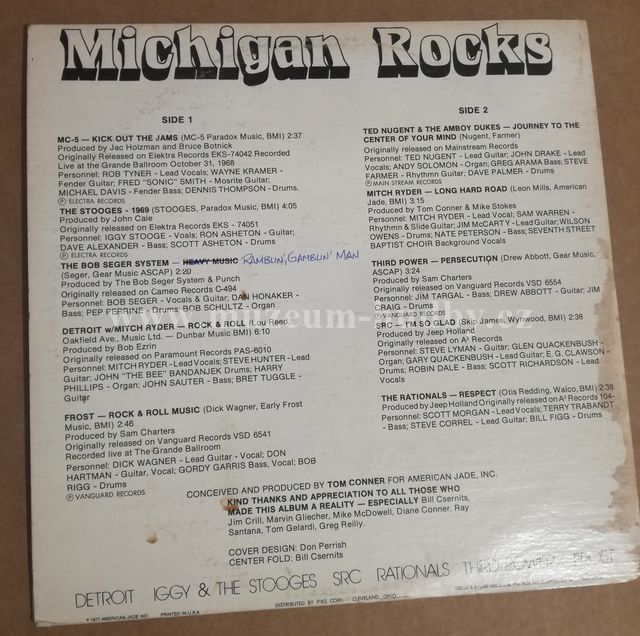 Michigan Rocks
SIDE 1
MC-5 — KICK OUT THE JAMS (MC-5 Paradox Music, BMI) 2:37
Produced by Jac Holzman and Bruce Botnick
Originally Released on Elektra Records EKS-74042 Recorded
Live at the Grande Ballroom October 31, 1968
Personnel: ROB TYNER - Lead Vocals; WAYNE KRAMER -
Fender Guitar; FRED "SONIC" SMITH - Mosrite Guitar;
MICHAEL DAVIS - Fender Bass; DENNIS THOMPSON - Drums.
Ⓟ ELECTRA RECORDS
THE STOOGES - 1969 (STOOGES, Paradox Music, BMI) 4:05
Produced by John Cale
Originally released on Elektra Records EKS - 74051
Personnel: IGGY STOOGE - Vocals; RON ASHETON - Guitar;
DAVE ALEXANDER - Bass; SCOTT ASHETON - Drums
Ⓟ ELECTRA RECORDS
THE BOB SEGER SYSTEM — HEAVY MUSIC RAMBLIN', GAMBLIN' MAN
(Seger, Gear Music ASCAP) 2:20
Produced by The Bob Seger System & Punch
Originally released on Cameo Records C-494
Personnel: BOB SEGER - Vocals & Guitar; DAN HONAKER -
Bass; PEP PERRINE - Drums; BOB SCHULTZ - Organ
DETROIT w/MITCH RYDER — ROCK & ROLL (Lou Reed,
Oakfield Ave., Music Ltd. — Dunbar Music BMI) 6:10
Produced by Bob Ezrin
Originally released on Paramount Records PAS-6010
Personnel: MITCH RYDER - Lead Vocals; STEVE HUNTER - Lead
Guitar; JOHN "THE BEE" BANDANJEK Drums; HARRY
PHILLIPS - Organ; JOHN SAUTER - Bass; BRET TUGGLE -
Guitar
FROST — ROCK & ROLL MUSIC (Dick Wagner, Early Frost
Music, BMI) 2:46
Produced by Sam Charters
Originally released on Vanguard Records VSD 6541
Recorded live at The Grande Ballroom
Personnel: DICK WAGNER - Lead Guitar - Lead Vocal; DON
HARTMAN - Guitar, Vocal; GORDY GARRIS Bass, Vocal; BOB
RIGG - Drums
Ⓟ VANGUARD RECORDS
SIDE 2
TED NUGENT & THE AMBOY DUKES — JOURNEY TO THE
CENTER OF YOUR MIND (Nugent, Farmer)
Originally released on Mainstream Records
Personnel: TED NUGENT - Lead Guitar; JOHN DRAKE - Lead
Vocals; ANDY SOLOMON - Organ; GREG ARAMA Bass; STEVE
FARMER - Rhythmn Guitar; DAVE PALMER - Drums
Ⓟ MAIN STREAM RECORDS
MITCH RYDER — LONG HARD ROAD (Leon Mills, American
Jade, BMI) 3:15
Produced by Tom Conner & Mike Stokes
Personnel: MITCH RYDER - Lead Vocals; SAM WARREN -
Rhythm & Slide Guitar; JIM McCARTY - Lead Guitar; WILSON
OWENS - Drums; NATE PETERSON - Bass; SEVENTH STREET
BAPTIST CHOIR Background Vocals
THIRD POWER — PERSECUTION (Drew Abbott, Gear Music,
ASCAP) 3:24
Produced by Sam Charters
Originally released on Vanguard Records VSD 6554
Personnel: JIM TARGAL - Bass; DREW ABBOTT - Guitar; JIM
CRAIG - Drums
Ⓟ VANGUARD RECORDS
SRC — I'M SO GLAD (Skip James, Wynwood, BMI) 2:38
Produced by Jeep Holland
Originally released on A² Records
Personnel: STEVE LYMAN - Guitar; GLEN QUACKENBUSH -
Organ; GARY QUACKENBUSH - Lead Guitar; E.G. CLAWSON -
Drums; ROBIN DALE - Bass; SCOTT RICHARDSON - Lead
Vocals
THE RATIONALS — RESPECT (Otis Redding, Walco, BMI) 2:38
Produced by Jeep Holland Originally released on A² Records 104-
Personnel: SCOTT MORGAN - Lead Vocals; TERRY TRABANDT
- Bass; STEVE CORREL - Lead Guitar; BILL FIGG - Drums
CONCEIVED AND PRODUCED BY TOM CONNER FOR AMERICAN JADE, INC.
KIND THANKS AND APPRECIATION TO ALL THOSE WHO
MADE THIS ALBUM A REALITY — ESPECIALLY Bill Csernits,
Jim Crill, Marvin Gliecher, Mike McDowell, Diane Conner, Ray
Santana, Tom Gelardi, Greg Reilly.
COVER DESIGN: Don Perrish
CENTER FOLD: Bill Csernits
DETROIT IGGY & THE STOOGES SRC RATIONALS THIRD POWER FROST
© 1977 AMERICAN JADE INC. PRINTED IN U.S.A.
DISTRIBUTED BY PIKS CORP. - CLEVELAND, OHIO